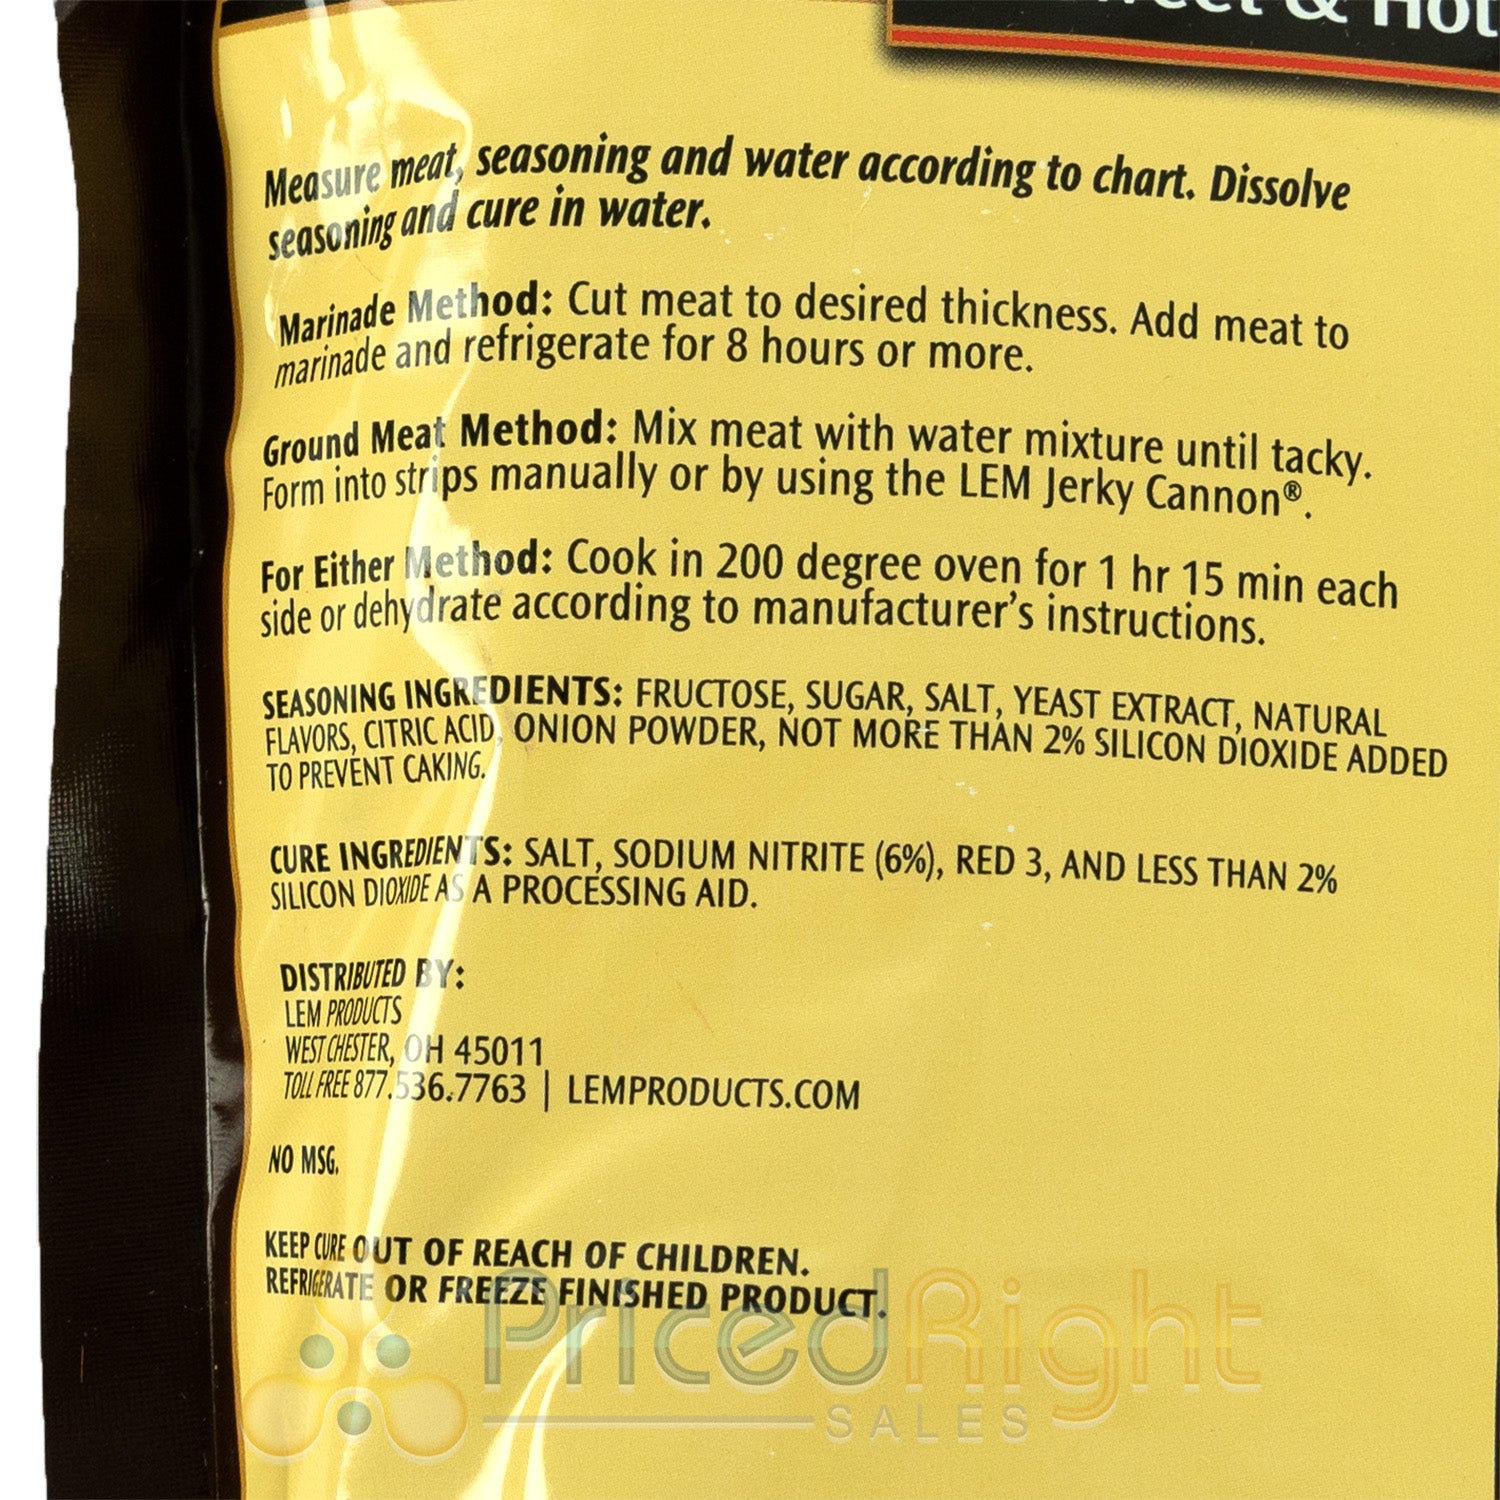 & Hot
Measure meat, seasoning and water according to chart. Dissolve
seasoning and cure in water.
Marinade Method: Cut meat to desired thickness. Add meat to
marinade and refrigerate for 8 hours or more.
Ground Meat Method: Mix meat with water mixture until tacky.
Form into strips manually or by using the LEM Jerky Cannon®.
For Either Method: Cook in 200 degree oven for 1 hr 15 min each
side or dehydrate according to manufacturer's instructions.
SEASONING INGREDIENTS: FRUCTOSE, SUGAR, SALT, YEAST EXTRACT, NATURAL
FLAVORS, CITRIC ACID, ONION POWDER, NOT MORE THAN 2% SILICON DIOXIDE ADDED
TO PREVENT CAKING.
CURE INGREDIENTS: SALT, SODIUM NITRITE (6%), RED 3, AND LESS THAN 2%
SILICON DIOXIDE AS A PROCESSING AID.
DISTRIBUTED BY:
LEM PRODUCTS
WEST CHESTER, OH 45011
TOLL FREE 877.536.7763 | LEMPRODUCTS.COM
NO MSG.
KEEP CURE OUT OF REACH OF CHILDREN.
REFRIGERATE OR FREEZE FINISHED PRODUCT.
PricedRight
SALES